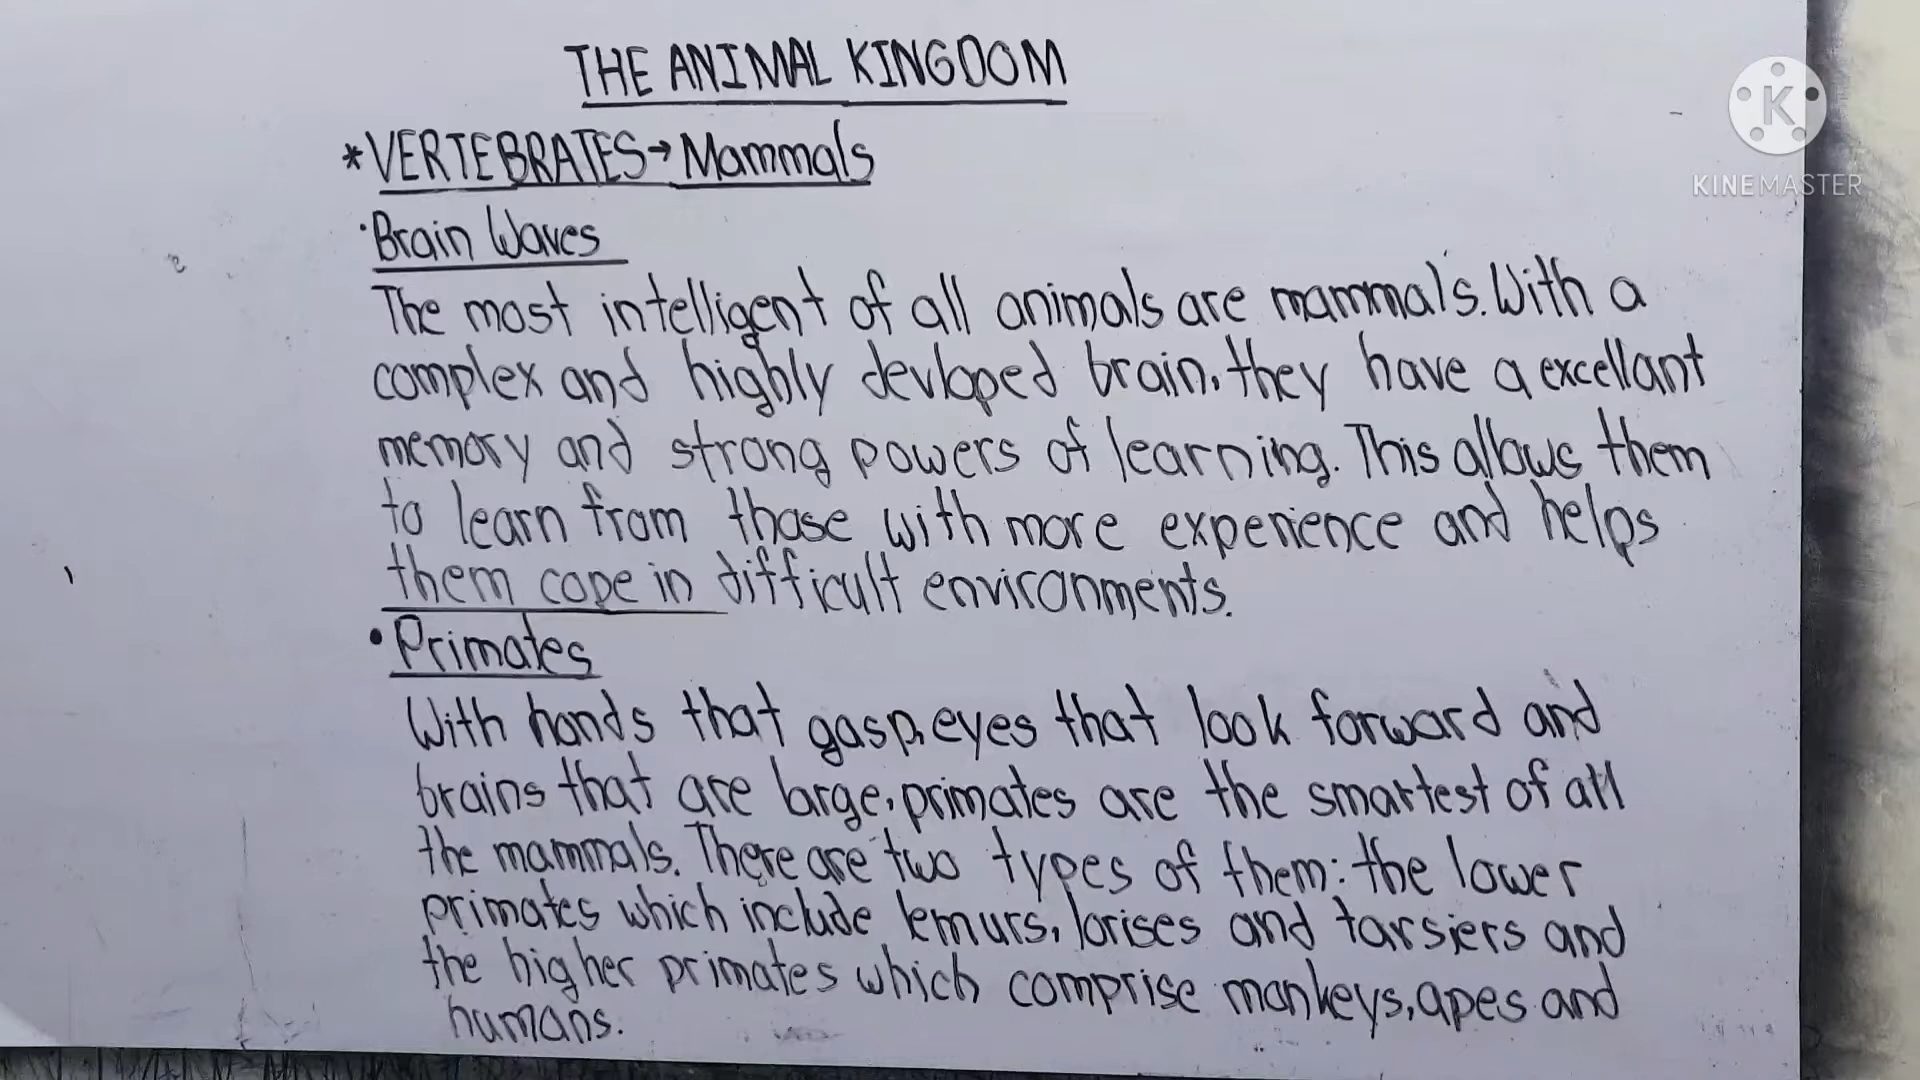 THE ANIMAL KINGDOM
*VERTEBRATES→Mammals
·Brain Waves
The most intelligent of all animals are mammals. With a
complex and highly devloped brain, they have a excellant
memory and strong powers of learning. This allows them
to learn from those with more experience and helps
them cope in difficult environments.
•Primates
With hands that gasp, eyes that look forward and
brains that are large, primates are the smartest of all
the mammals. There are two types of them: the lower
primates which include lemurs, lorises and tarsiers and
the higher primates which comprise monkeys, apes and
humans.
K
KINEMASTER